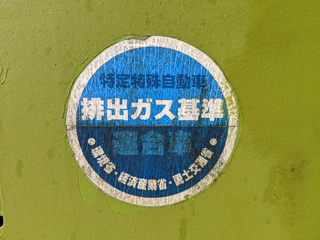 特定特殊自動車
排出ガス基準
適合車
• 環境省・経済産業省・国土交通省 •